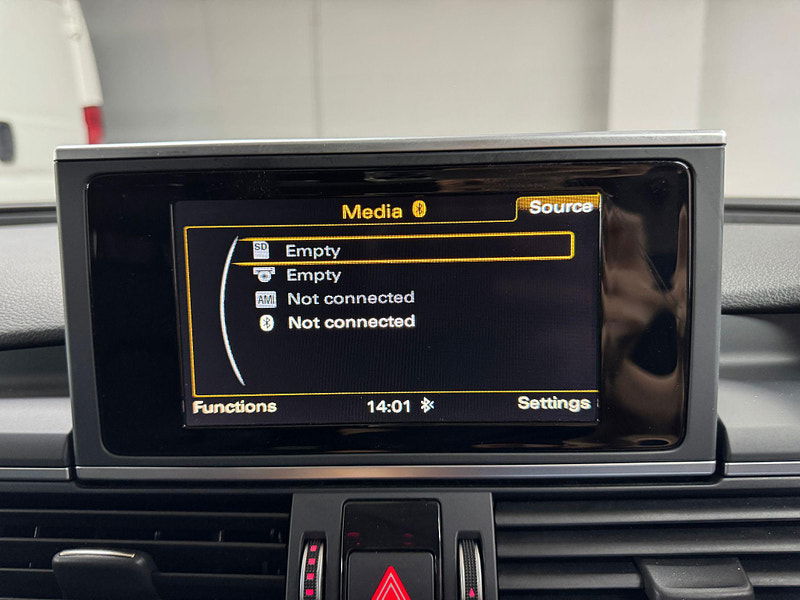 Media
Source
SD
Empty
Empty
AMI
Not connected
Not connected
Functions
14:01
Settings